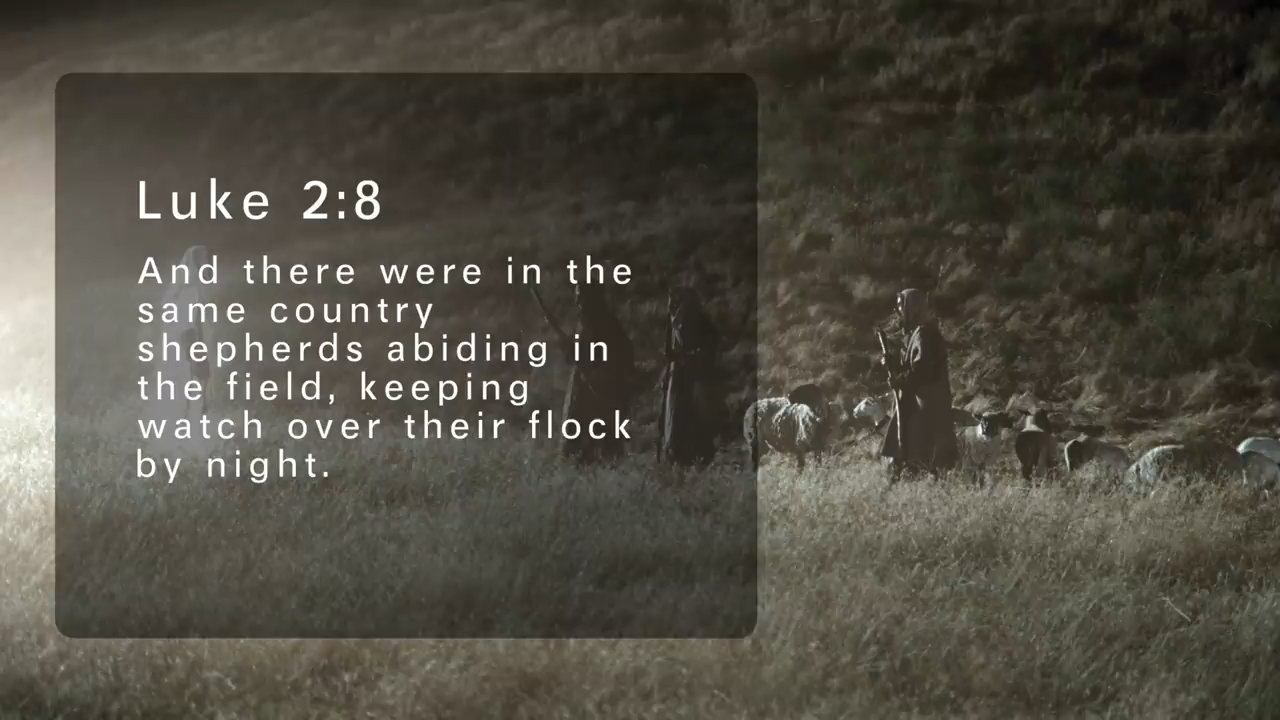 Luke 2:8
And there were in the
same country
shepherds abiding in
the field, keeping
watch over their flock
by night.